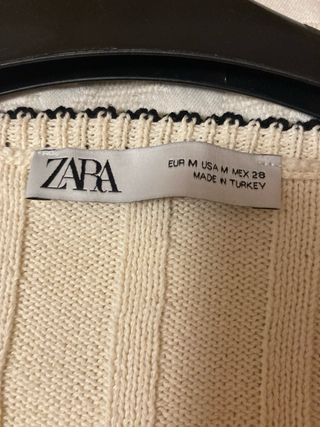 ZARA
EUR M USA M MEX 28
MADE IN TURKEY